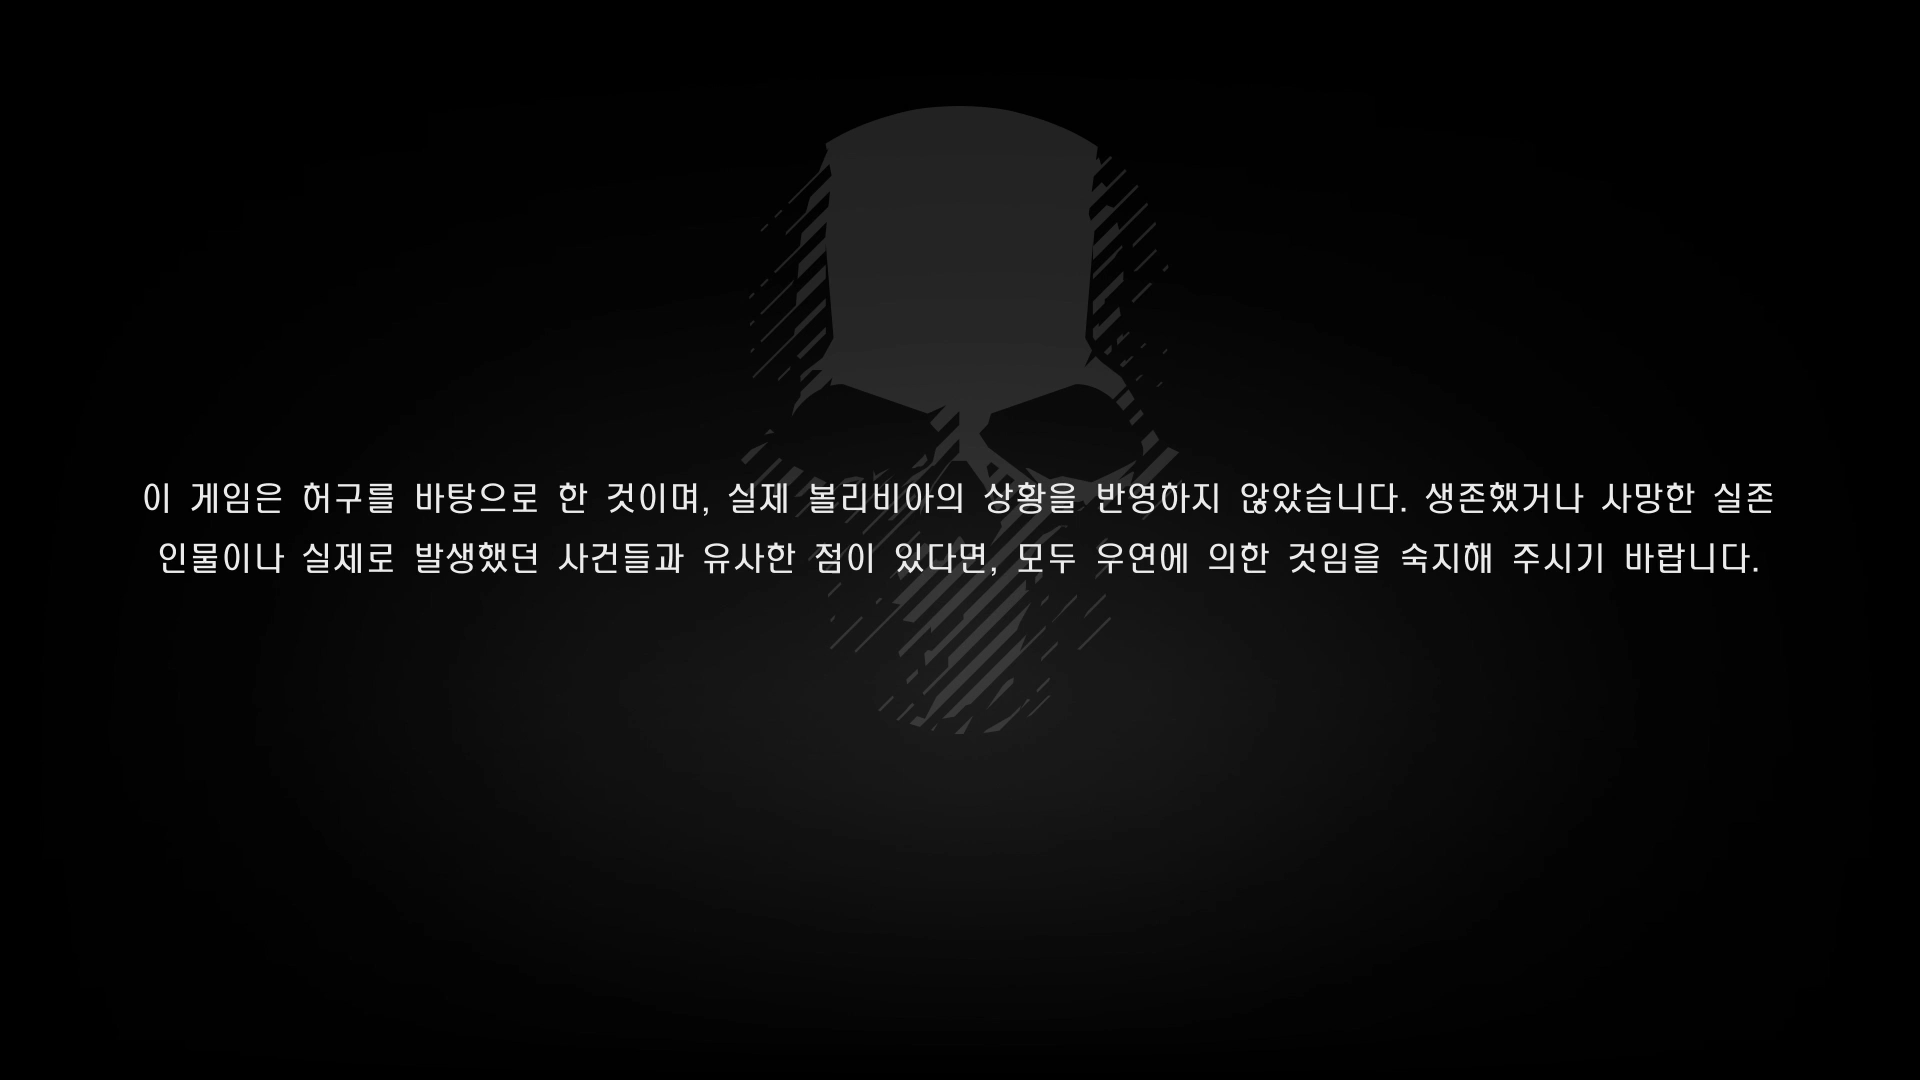 이 게임은 허구를 바탕으로 한 것이며, 실제 볼리비아의 상황을 반영하지 않았습니다. 생존했거나 사망한 실존
인물이나 실제로 발생했던 사건들과 유사한 점이 있다면, 모두 우연에 의한 것임을 숙지해 주시기 바랍니다.